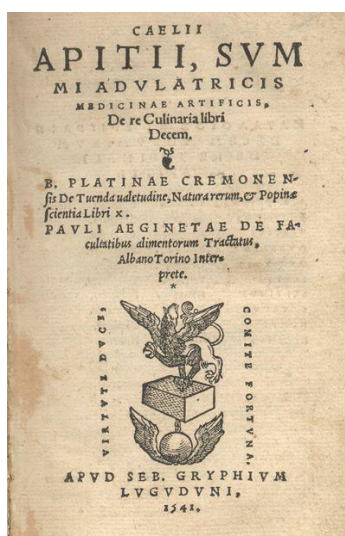 CAELII
APITII, SVM
MI ADVLATRICIS
MEDICINAE ARTIFICIS,
De re Culinaria libri
Decem.
B. PLATINAE CREMONEN-
sis De Tuenda ualetudine, Natura rerum, & Popinæ
scientia Libri x.
PAVLI AEGINETAE DE FA-
cultatibus alimentorum Tractatus,
Albano Torino Inter-
prete.
*
VIRTVTE DVCE,
COMITE FORTVNA.
APVD SEB. GRYPHIVM
LVGVDVNI,
1541.